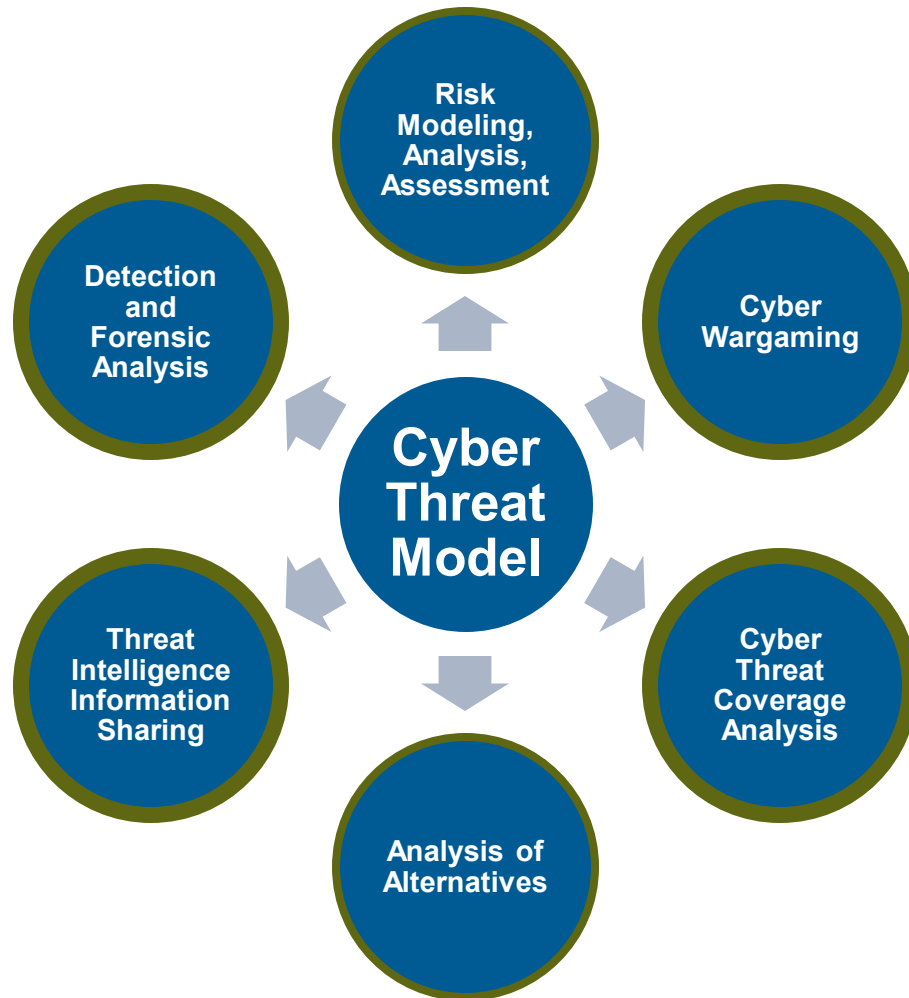 Risk
Modeling,
Analysis,
Assessment
Detection
and
Forensic
Analysis
Cyber
Wargaming
Cyber
Threat
Model
Threat
Intelligence
Information
Sharing
Cyber
Threat
Coverage
Analysis
Analysis of
Alternatives